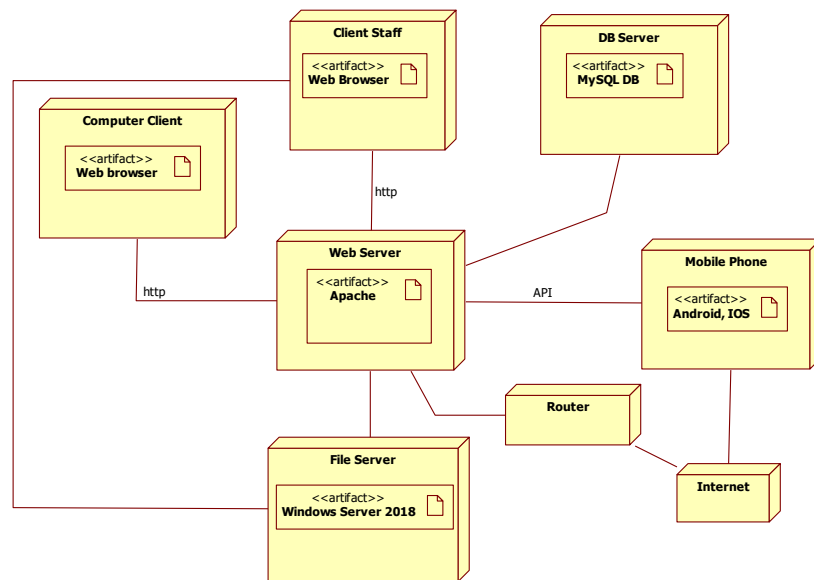 Client Staff
<<artifact>>
Web Browser
DB Server
<<artifact>>
MySQL DB
Computer Client
<<artifact>>
Web browser
http
Web Server
<<artifact>>
Apache
http
API
Mobile Phone
<<artifact>>
Android, IOS
Router
File Server
<<artifact>>
Windows Server 2018
Internet